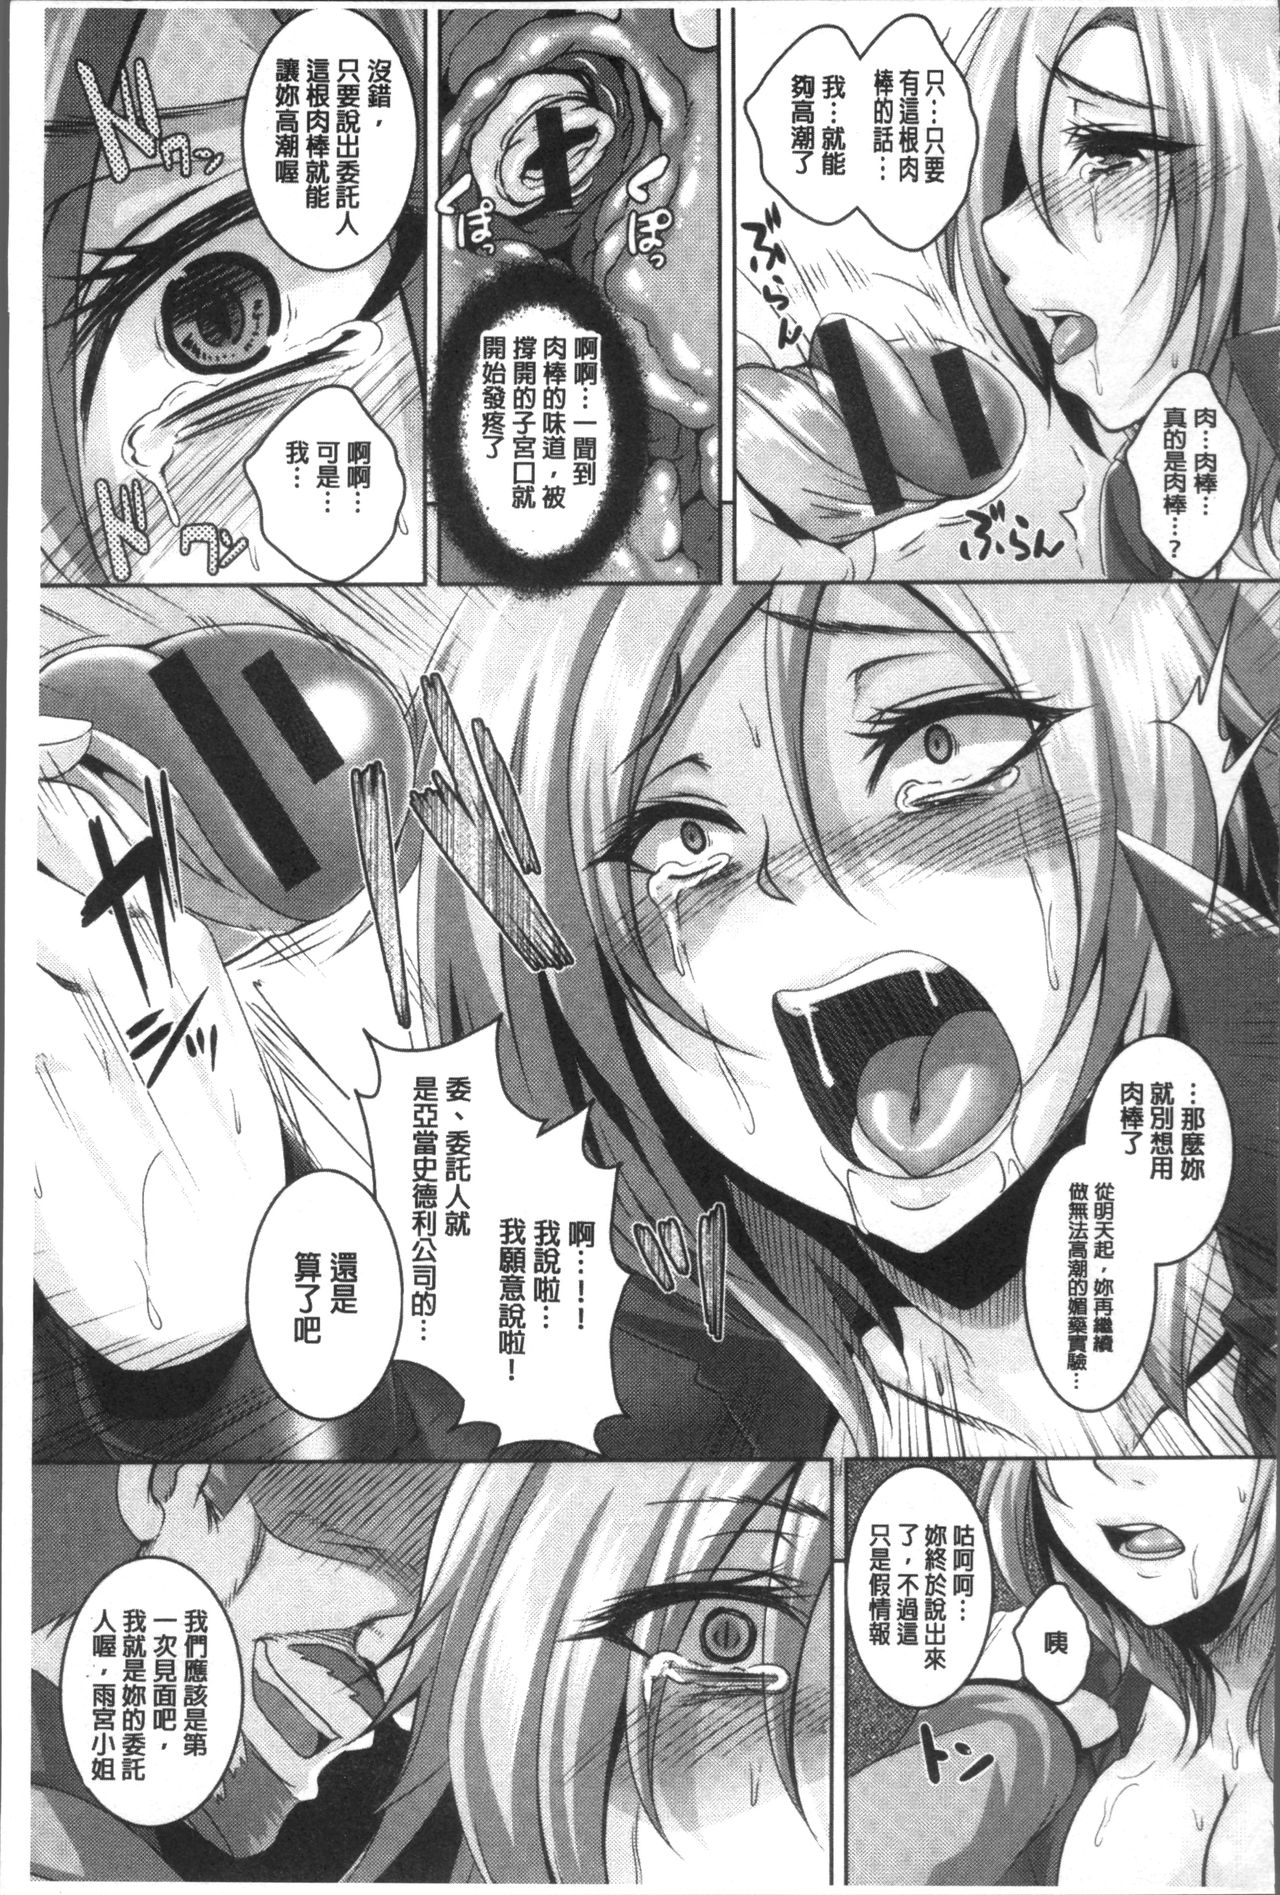 只…只要
有這根肉
棒的話…
我…就能
夠高潮了
ぶらん
肉…肉棒…
真的是肉棒…?
ぶらん
くぽっ
くぽっ
啊啊…一聞到
肉棒的味道，被
撐開的子宮口就
開始發疼了
沒錯，
只要說出委託人
這根肉棒就能
讓妳高潮喔
ドクン
啊啊…
可是…
我…
ドクン
…那麼妳
就別想用
肉棒了
從明天起，妳再繼續
做無法高潮的媚藥實驗…
啊…!!!
我說啦…
我願意說啦!
委、委託人就
是亞當史德利公司的…
還是
算了吧
サッ
咦
トン
咕呵呵…
妳終於說出來
了，不過這
只是假情報
我們應該是第
一次見面吧，
我就是妳的委託
人喔，雨宮小姐